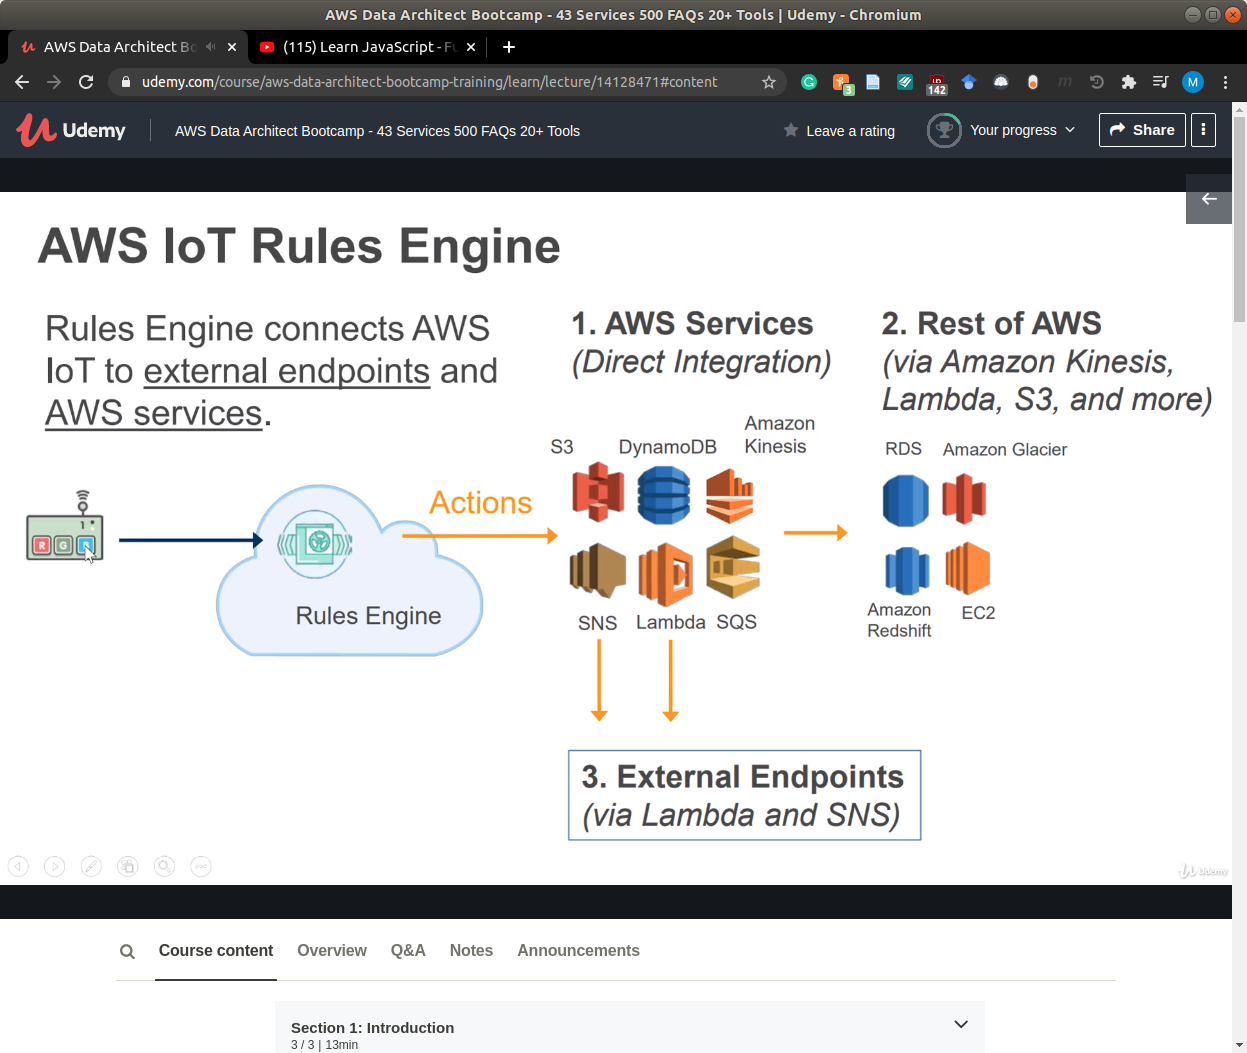 AWS Data Architect Bootcamp - 43 Services 500 FAQs 20+ Tools | Udemy - Chromium
AWS Data Architect Bo
(115) Learn JavaScript - Fu
udemy.com/course/aws-data-architect-bootcamp-training/learn/lecture/14128471#content
3
142
M
Udemy
AWS Data Architect Bootcamp - 43 Services 500 FAQs 20+ Tools
Leave a rating
Your progress
Share
AWS IoT Rules Engine
Rules Engine connects AWS
IoT to external endpoints and
AWS services.
1. AWS Services
(Direct Integration)
2. Rest of AWS
(via Amazon Kinesis,
Lambda, S3, and more)
S3
DynamoDB
Amazon
Kinesis
RDS
Amazon Glacier
1
R G
Actions
Rules Engine
SNS
Lambda
SQS
Amazon
Redshift
EC2
3. External Endpoints
(via Lambda and SNS)
Udemy
Course content
Overview
Q&A
Notes
Announcements
Section 1: Introduction
3 / 3 | 13min